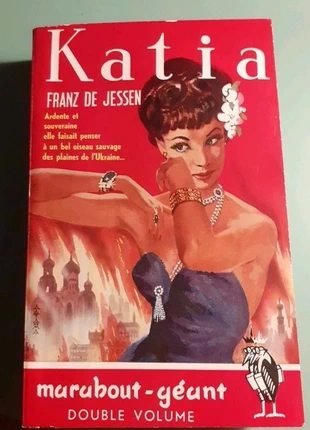 Katia
FRANZ DE JESSEN
Ardente et
souveraine
elle faisait penser
à un bel oiseau sauvage
des plaines de l'Ukraine...
marabout-géant
DOUBLE VOLUME